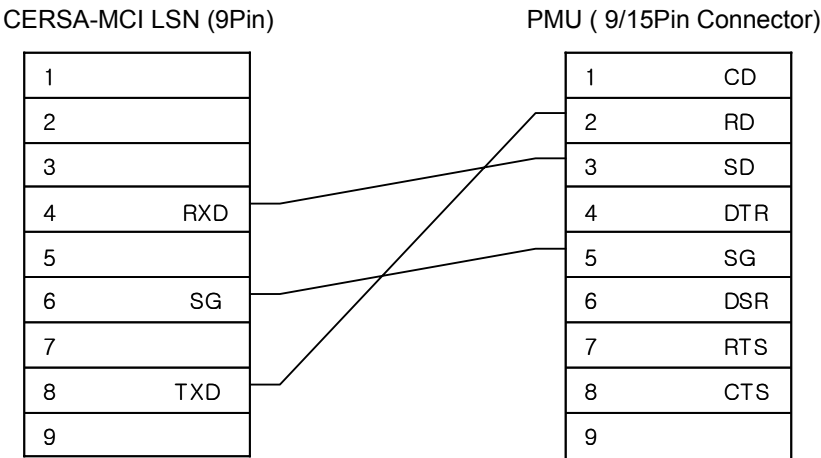 CERSA-MCI LSN (9Pin)
PMU ( 9/15Pin Connector)
1
2
3
4 RXD
5
6 SG
7
8 TXD
9
1 CD
2 RD
3 SD
4 DTR
5 SG
6 DSR
7 RTS
8 CTS
9